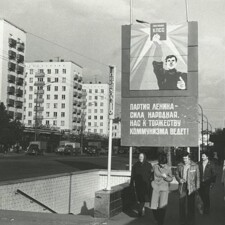 ПАРТИЯ ЛЕНИНА-
СИЛА НАРОДНАЯ,
НАС К ТОРЖЕСТВУ
КОММУНИЗМА ВЕДЕТ!